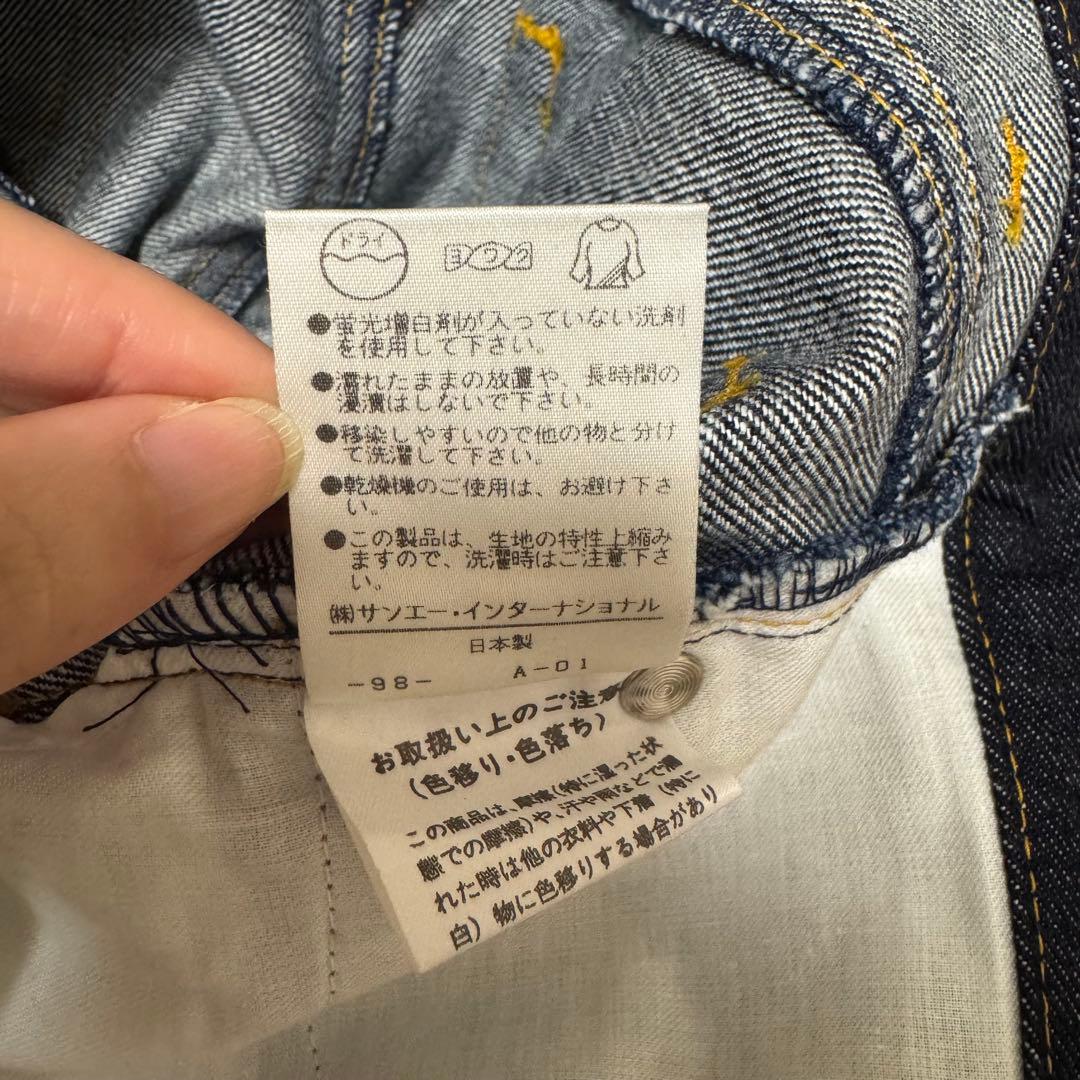 ドライ
ヨワク
●蛍光増白剤が入っていない洗剤
を使用して下さい。
●濡れたままの放置や、長時間の
浸漬はしないで下さい。
●移染しやすいので他の物と分け
て洗濯して下さい。
●乾燥機のご使用は、お避け下さ
い。
●この製品は、生地の特性上縮み
ますので、洗濯時はご注意下さ
い。
㈱サンエー・インターナショナル
日本製
-98- A-01
お取扱い上のご注意
(色移り・色落ち)
この商品は、摩擦(特に湿った状
態での摩擦)や、汗や雨などで濡
れた時は他の衣料や下着(特に
白)物に色移りする場合があり